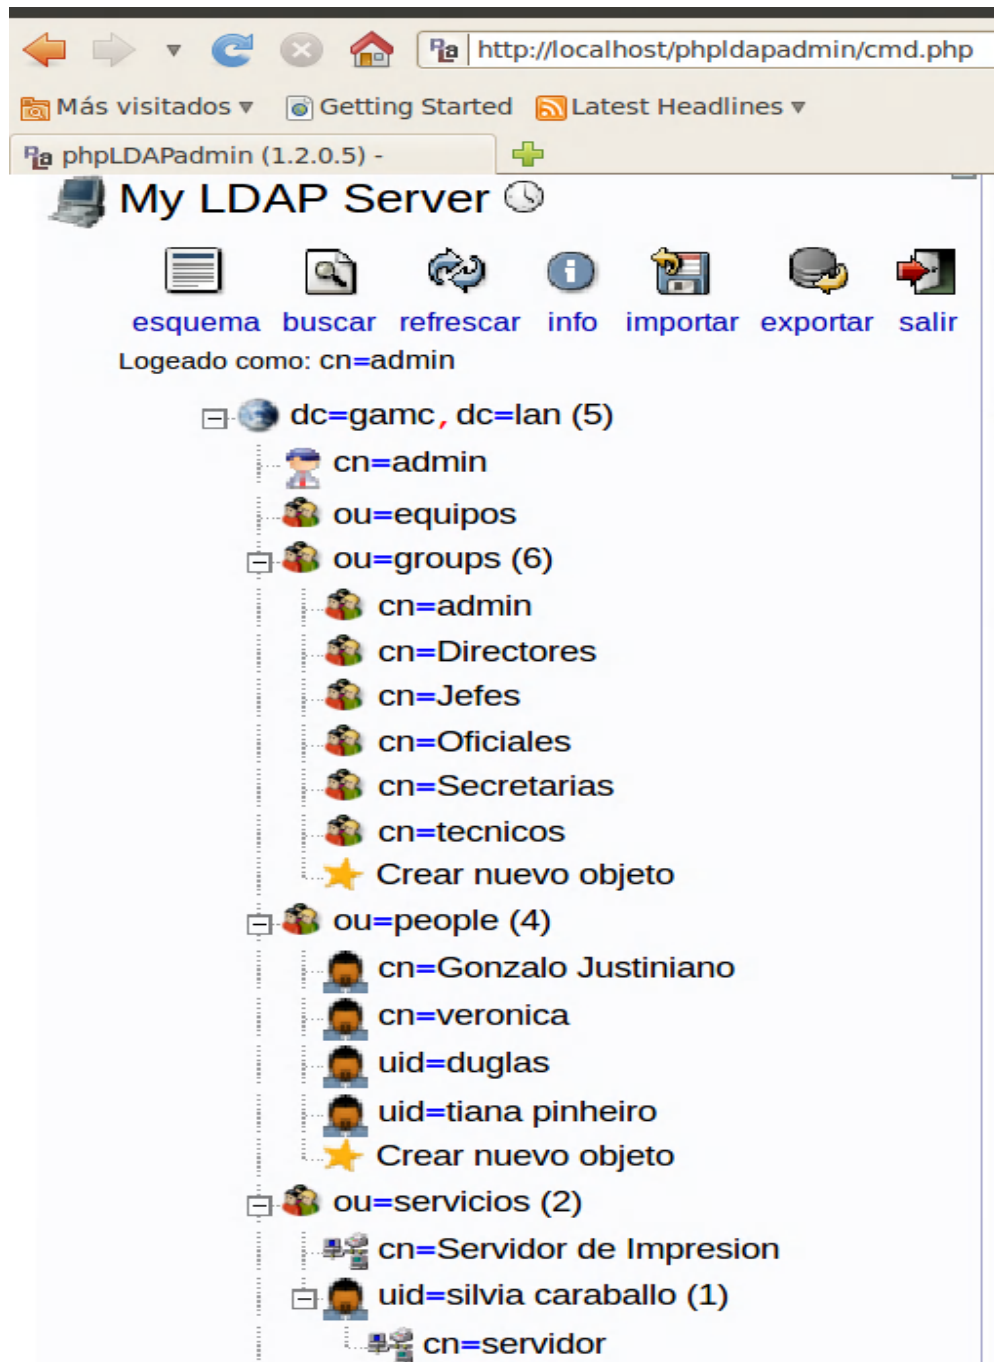 http://localhost/phpldapadmin/cmd.php
Más visitados Getting Started Latest Headlines
phpLDAPadmin (1.2.0.5) -
My LDAP Server
esquema buscar refrescar info importar exportar salir
Logeado como: cn=admin
dc=gamc, dc=lan (5)
cn=admin
ou=equipos
ou=groups (6)
cn=admin
cn=Directores
cn=Jefes
cn=Oficiales
cn=Secretarias
cn=tecnicos
Crear nuevo objeto
ou=people (4)
cn=Gonzalo Justiniano
cn=veronica
uid=duglas
uid=tiana pinheiro
Crear nuevo objeto
ou=servicios (2)
cn=Servidor de Impresion
uid=silvia caraballo (1)
cn=servidor